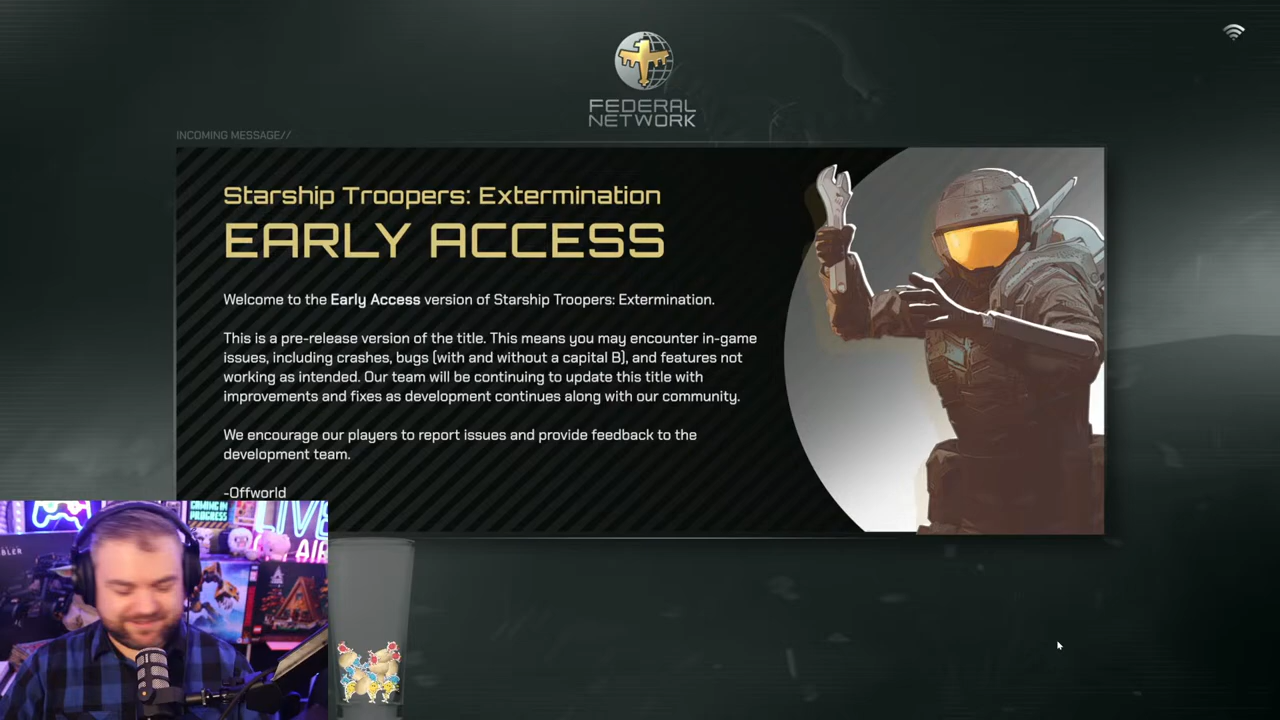 FEDERAL
NETWORK
INCOMING MESSAGE//
Starship Troopers: Extermination
EARLY ACCESS
Welcome to the Early Access version of Starship Troopers: Extermination.
This is a pre-release version of the title. This means you may encounter in-game
issues, including crashes, bugs [with and without a capital B], and features not
working as intended. Our team will be continuing to update this title with
improvements and fixes as development continues along with our community.
We encourage our players to report issues and provide feedback to the
development team.
-Offworld
GAMING IN
PROGRESS
LIVE
AIR